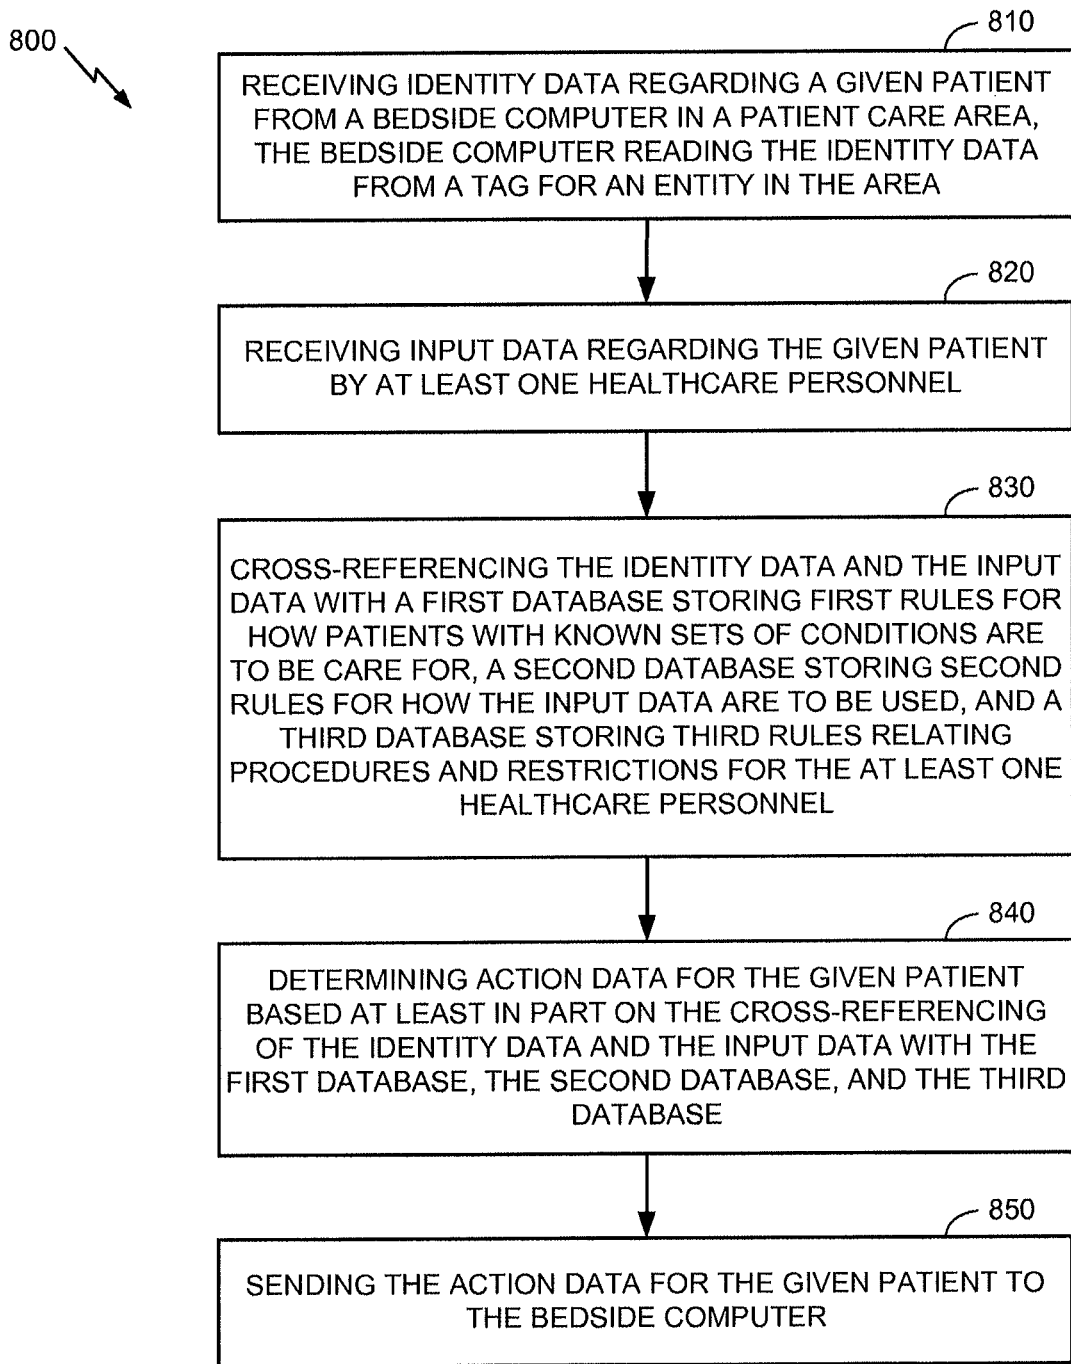 800
810
RECEIVING IDENTITY DATA REGARDING A GIVEN PATIENT
FROM A BEDSIDE COMPUTER IN A PATIENT CARE AREA,
THE BEDSIDE COMPUTER READING THE IDENTITY DATA
FROM A TAG FOR AN ENTITY IN THE AREA
820
RECEIVING INPUT DATA REGARDING THE GIVEN PATIENT
BY AT LEAST ONE HEALTHCARE PERSONNEL
830
CROSS-REFERENCING THE IDENTITY DATA AND THE INPUT
DATA WITH A FIRST DATABASE STORING FIRST RULES FOR
HOW PATIENTS WITH KNOWN SETS OF CONDITIONS ARE
TO BE CARE FOR, A SECOND DATABASE STORING SECOND
RULES FOR HOW THE INPUT DATA ARE TO BE USED, AND A
THIRD DATABASE STORING THIRD RULES RELATING
PROCEDURES AND RESTRICTIONS FOR THE AT LEAST ONE
HEALTHCARE PERSONNEL
840
DETERMINING ACTION DATA FOR THE GIVEN PATIENT
BASED AT LEAST IN PART ON THE CROSS-REFERENCING
OF THE IDENTITY DATA AND THE INPUT DATA WITH THE
FIRST DATABASE, THE SECOND DATABASE, AND THE THIRD
DATABASE
850
SENDING THE ACTION DATA FOR THE GIVEN PATIENT TO
THE BEDSIDE COMPUTER